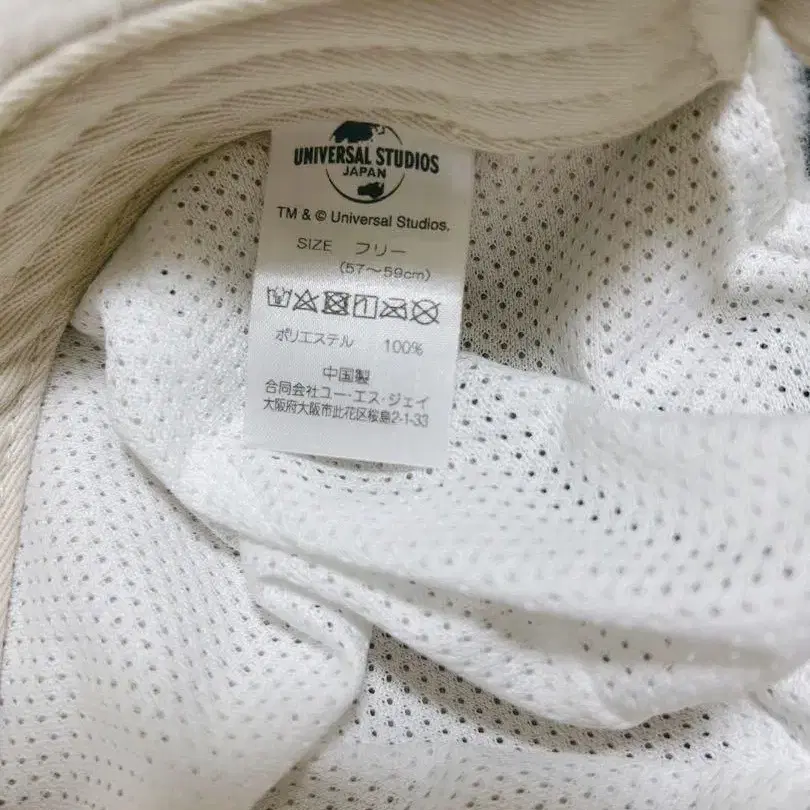 UNIVERSAL STUDIOS
JAPAN
TM & © Universal Studios.
SIZE フリー
(57～59cm)
ポリエステル 100%
中国製
合同会社ユー・エス・ジェイ
大阪府大阪市此花区桜島2-1-33